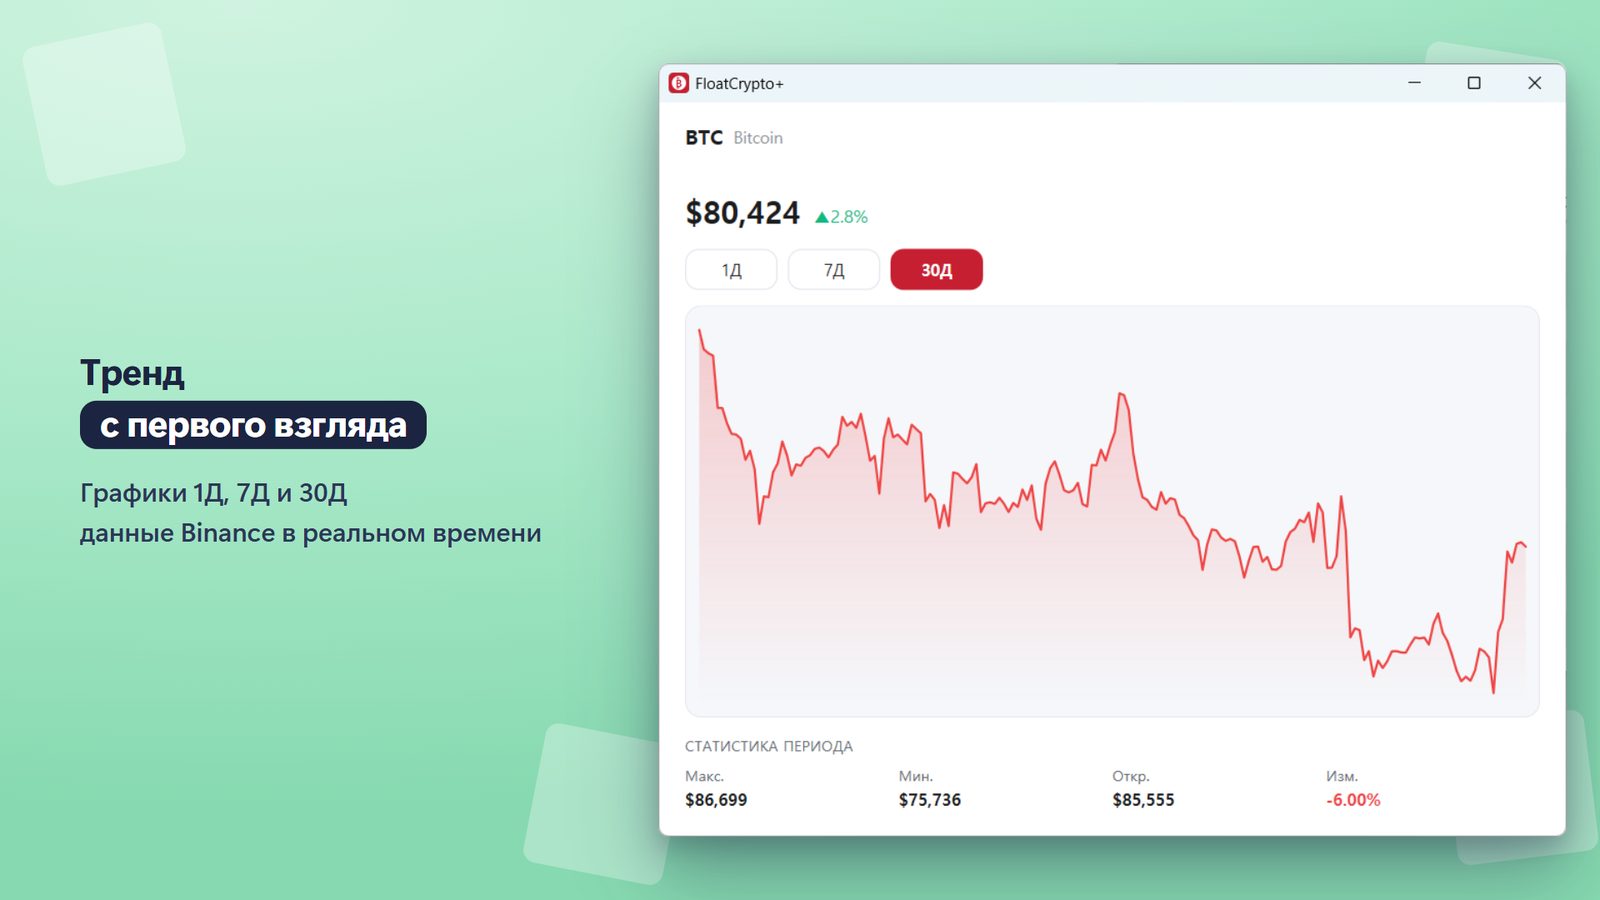 Тренд
с первого взгляда
Графики 1Д, 7Д и 30Д
данные Binance в реальном времени
FloatCrypto+
BTC Bitcoin
$80,424 ▲2.8%
1Д 7Д 30Д
СТАТИСТИКА ПЕРИОДА
Макс. Мин. Откр. Изм.
$86,699 $75,736 $85,555 -6.00%